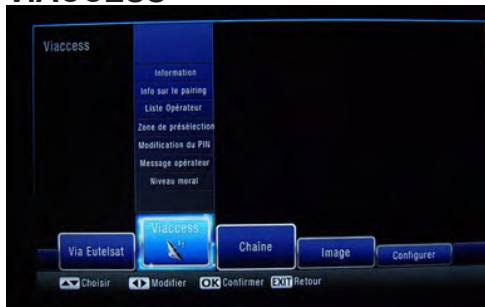 VIACCESS
Viaccess
Information
Info sur le pairing
Liste Opérateur
Zone de présélection
Modification du PIN
Message opérateur
Niveau moral
Via Eutelsat
Viaccess
Chaîne
Image
Configurer
Choisir Modifier OK Confirmer EXIT Retour